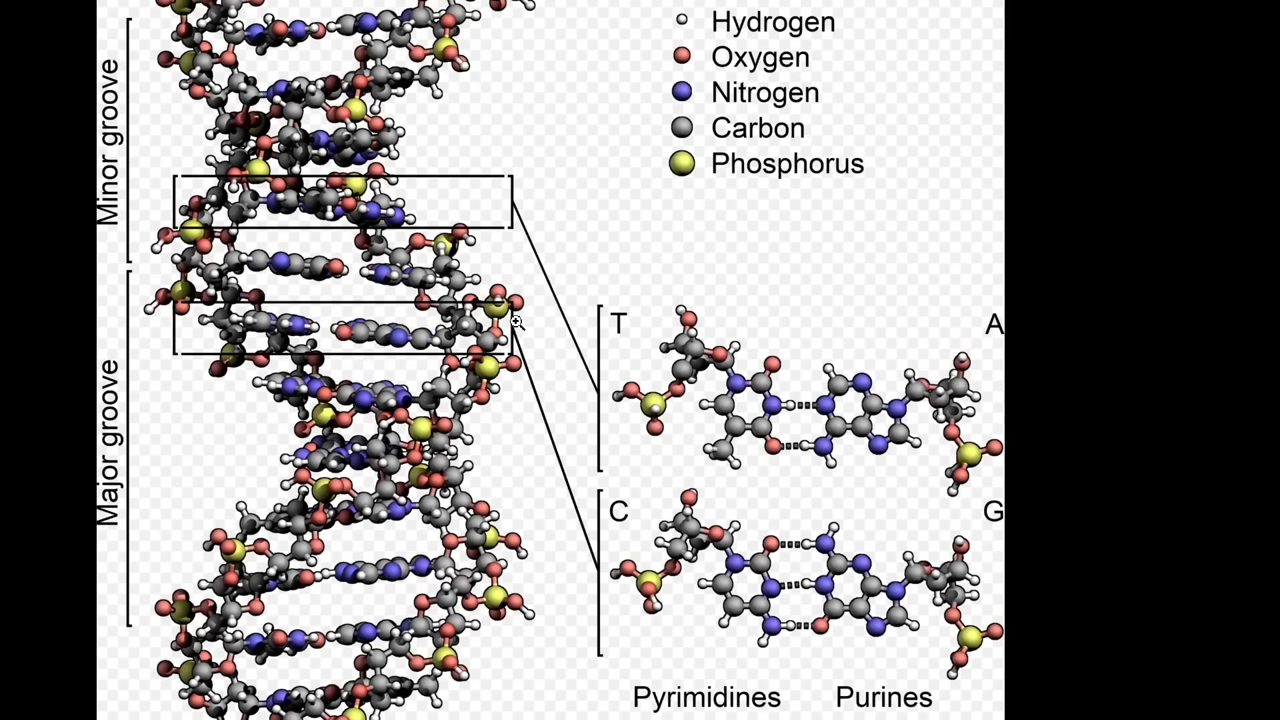 Hydrogen
Oxygen
Nitrogen
Carbon
Phosphorus
Minor groove
Major groove
T
A
C
G
Pyrimidines
Purines